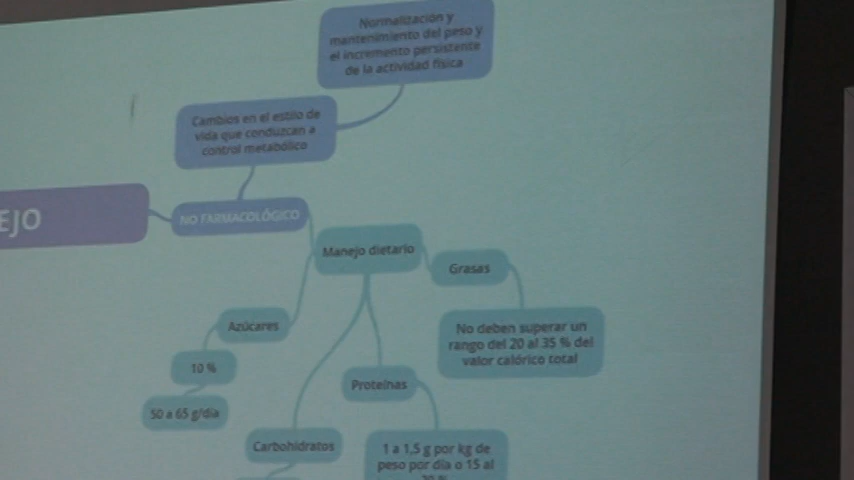 Normalización y
mantenimiento del peso y
el incremento persistente
de la actividad física
Cambios en el estilo de
vida que conduzcan a
control metabólico
EJO
NO FARMACOLÓGICO
Manejo dietario
Grasas
No deben superar un
rango del 20 al 35 % del
valor calórico total
Azúcares
10 %
50 a 65 g/día
Proteínas
Carbohidratos
1 a 1,5 g por kg de
peso por día o 15 al